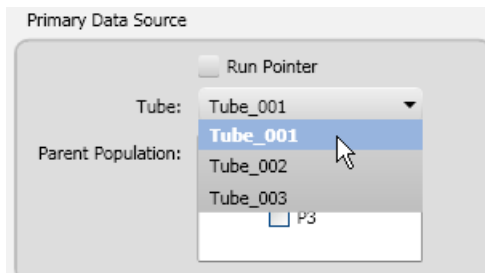 Primary Data Source
Run Pointer
Tube: Tube_001
Tube_001
Parent Population:
Tube_002
Tube_003
P3